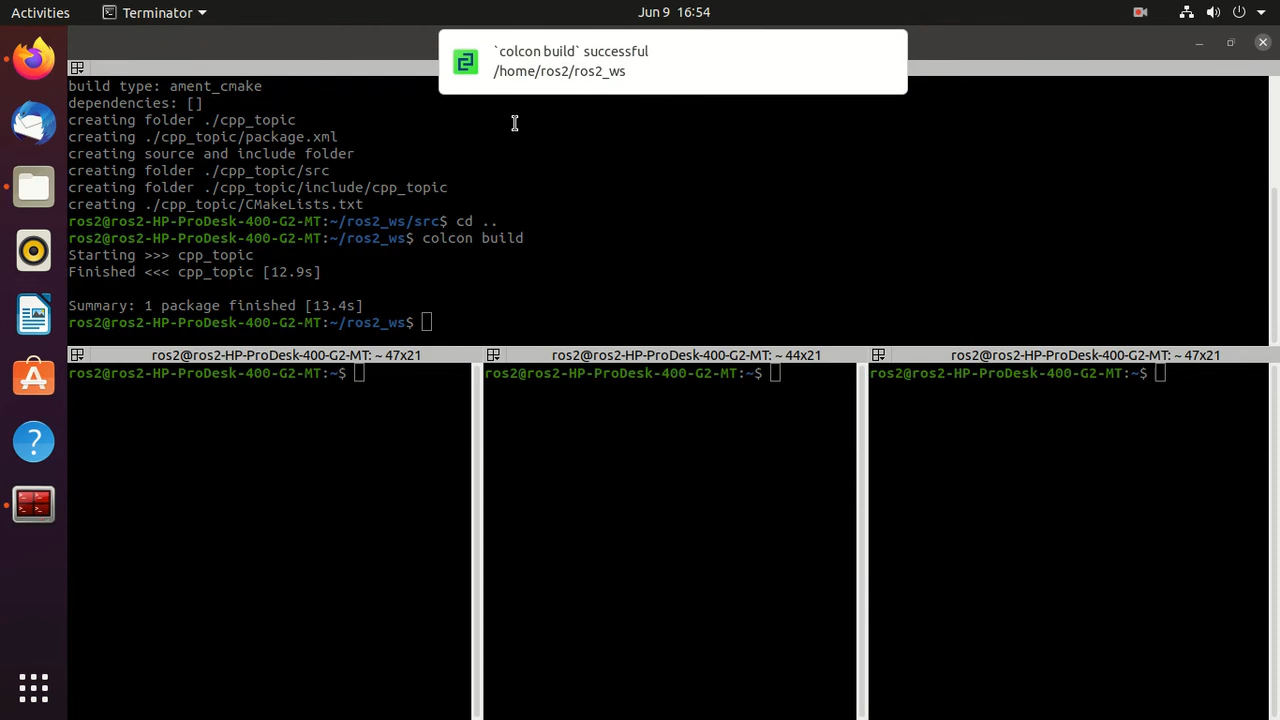 Activities
Terminator
Jun 9 16:54
`colcon build` successful
/home/ros2/ros2_ws
build type: ament_cmake
dependencies: []
creating folder ./cpp_topic
creating ./cpp_topic/package.xml
creating source and include folder
creating folder ./cpp_topic/src
creating folder ./cpp_topic/include/cpp_topic
creating ./cpp_topic/CMakeLists.txt
ros2@ros2-HP-ProDesk-400-G2-MT:~/ros2_ws/src$ cd ..
ros2@ros2-HP-ProDesk-400-G2-MT:~/ros2_ws$ colcon build
Starting >>> cpp_topic
Finished <<< cpp_topic [12.9s]
Summary: 1 package finished [13.4s]
ros2@ros2-HP-ProDesk-400-G2-MT:~/ros2_ws$
ros2@ros2-HP-ProDesk-400-G2-MT: ~ 47x21
ros2@ros2-HP-ProDesk-400-G2-MT:~$
ros2@ros2-HP-ProDesk-400-G2-MT: ~ 44x21
ros2@ros2-HP-ProDesk-400-G2-MT:~$
ros2@ros2-HP-ProDesk-400-G2-MT: ~ 47x21
ros2@ros2-HP-ProDesk-400-G2-MT:~$